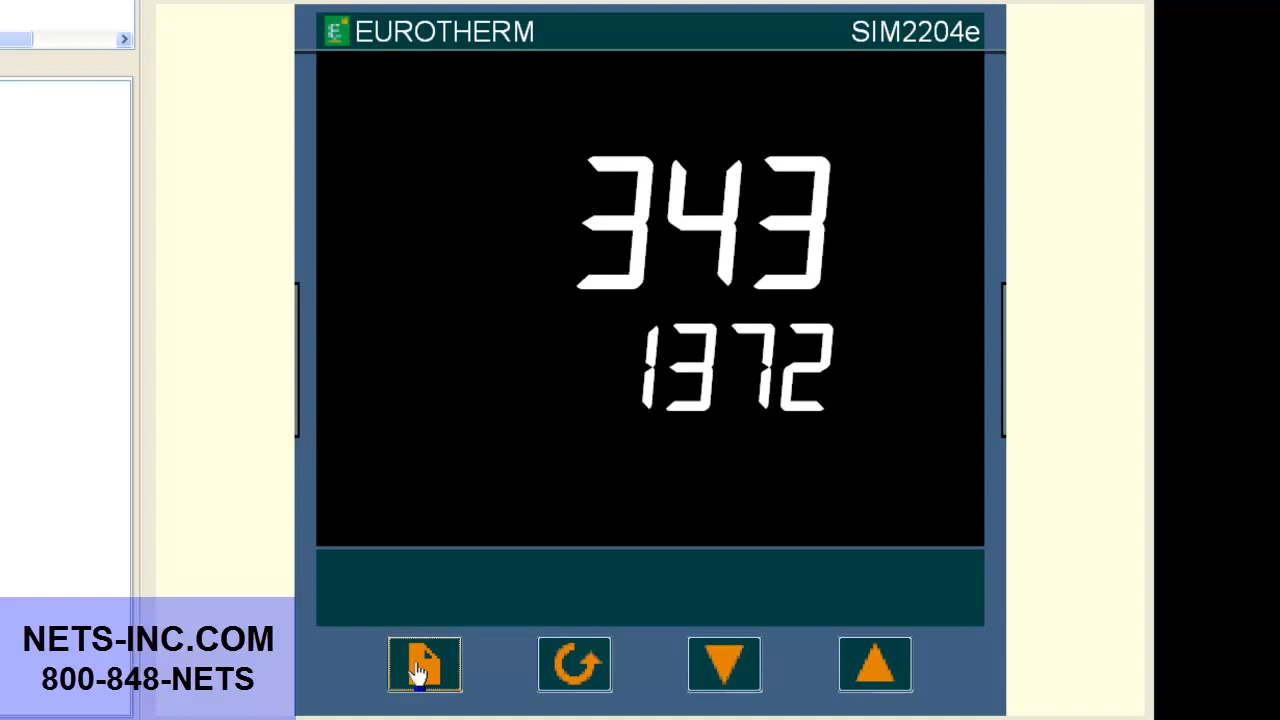 EUROTHERM SIM2204e
343
1372
NETS-INC.COM
800-848-NETS